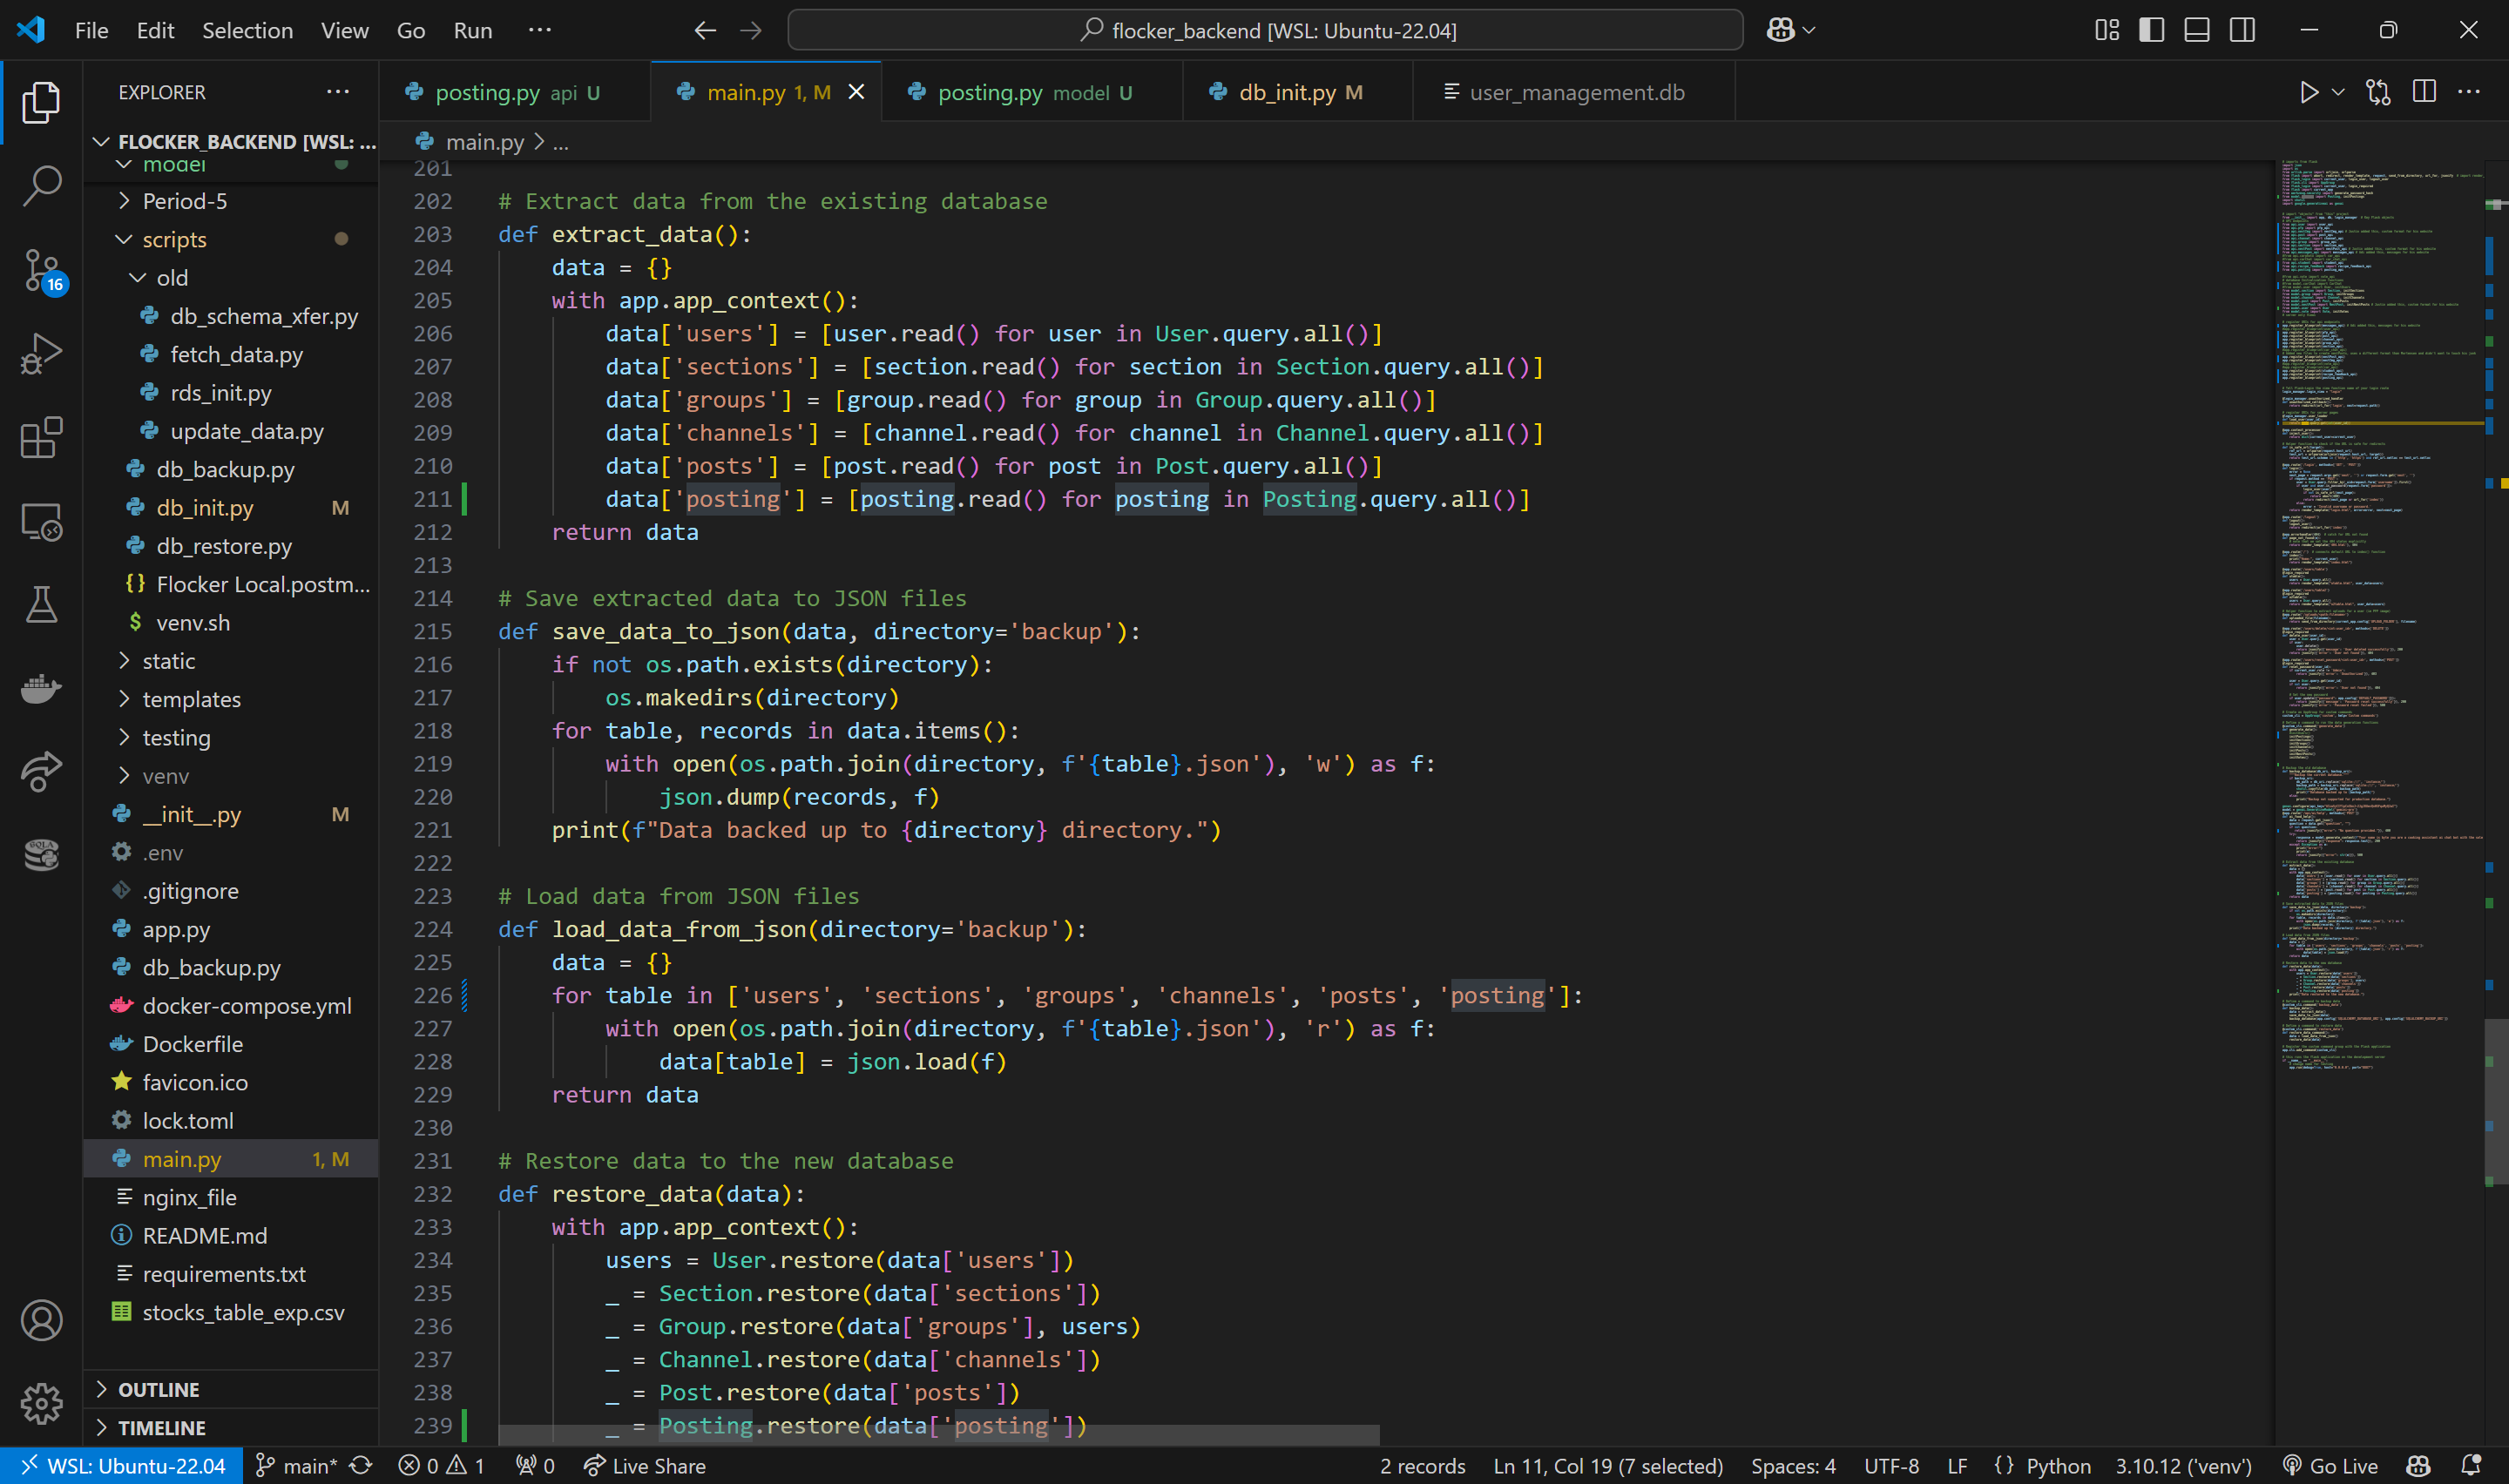 File Edit Selection View Go Run ···
flocker_backend [WSL: Ubuntu-22.04]
EXPLORER ···
FLOCKER_BACKEND [WSL: ...
model
Period-5
scripts
old
db_schema_xfer.py
fetch_data.py
rds_init.py
update_data.py
db_backup.py
db_init.py M
db_restore.py
{} Flocker Local.postm...
$ venv.sh
static
templates
testing
venv
__init__.py M
.env
.gitignore
app.py
db_backup.py
docker-compose.yml
Dockerfile
favicon.ico
lock.toml
main.py 1, M
nginx_file
README.md
requirements.txt
stocks_table_exp.csv
OUTLINE
TIMELINE
16
posting.py api U
main.py 1, M
posting.py model U
db_init.py M
user_management.db
main.py > ...
201
202 # Extract data from the existing database
203 def extract_data():
204     data = {}
205     with app.app_context():
206         data['users'] = [user.read() for user in User.query.all()]
207         data['sections'] = [section.read() for section in Section.query.all()]
208         data['groups'] = [group.read() for group in Group.query.all()]
209         data['channels'] = [channel.read() for channel in Channel.query.all()]
210         data['posts'] = [post.read() for post in Post.query.all()]
211         data['posting'] = [posting.read() for posting in Posting.query.all()]
212     return data
213
214 # Save extracted data to JSON files
215 def save_data_to_json(data, directory='backup'):
216     if not os.path.exists(directory):
217         os.makedirs(directory)
218     for table, records in data.items():
219         with open(os.path.join(directory, f'{table}.json'), 'w') as f:
220             json.dump(records, f)
221     print(f"Data backed up to {directory} directory.")
222
223 # Load data from JSON files
224 def load_data_from_json(directory='backup'):
225     data = {}
226     for table in ['users', 'sections', 'groups', 'channels', 'posts', 'posting']:
227         with open(os.path.join(directory, f'{table}.json'), 'r') as f:
228             data[table] = json.load(f)
229     return data
230
231 # Restore data to the new database
232 def restore_data(data):
233     with app.app_context():
234         users = User.restore(data['users'])
235         _ = Section.restore(data['sections'])
236         _ = Group.restore(data['groups'], users)
237         _ = Channel.restore(data['channels'])
238         _ = Post.restore(data['posts'])
239         _ = Posting.restore(data['posting'])
WSL: Ubuntu-22.04 main* 0 1 0 Live Share 2 records Ln 11, Col 19 (7 selected) Spaces: 4 UTF-8 LF {} Python 3.10.12 ('venv') Go Live